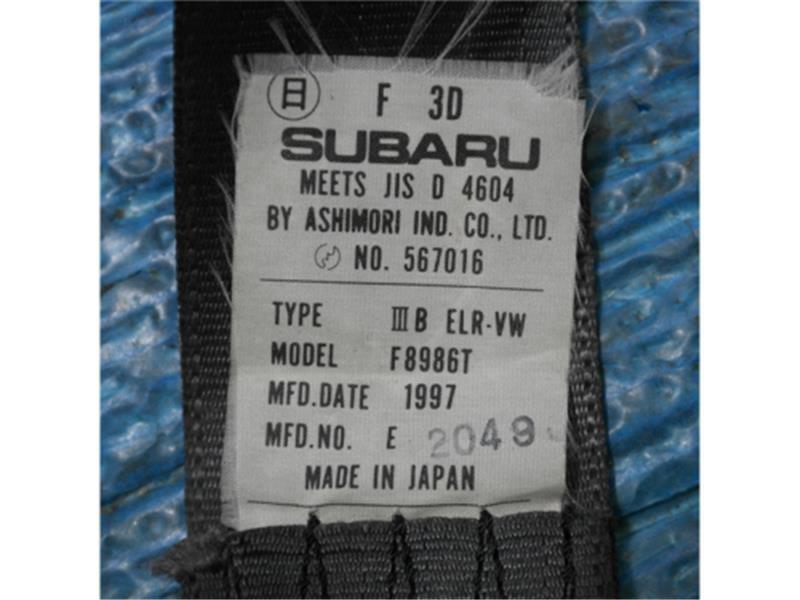 日 F 3D
SUBARU
MEETS JIS D 4604
BY ASHIMORI IND. CO., LTD.
NO. 567016
TYPE ⅢB ELR-VW
MODEL F8986T
MFD.DATE 1997
MFD.NO. E 2049
MADE IN JAPAN